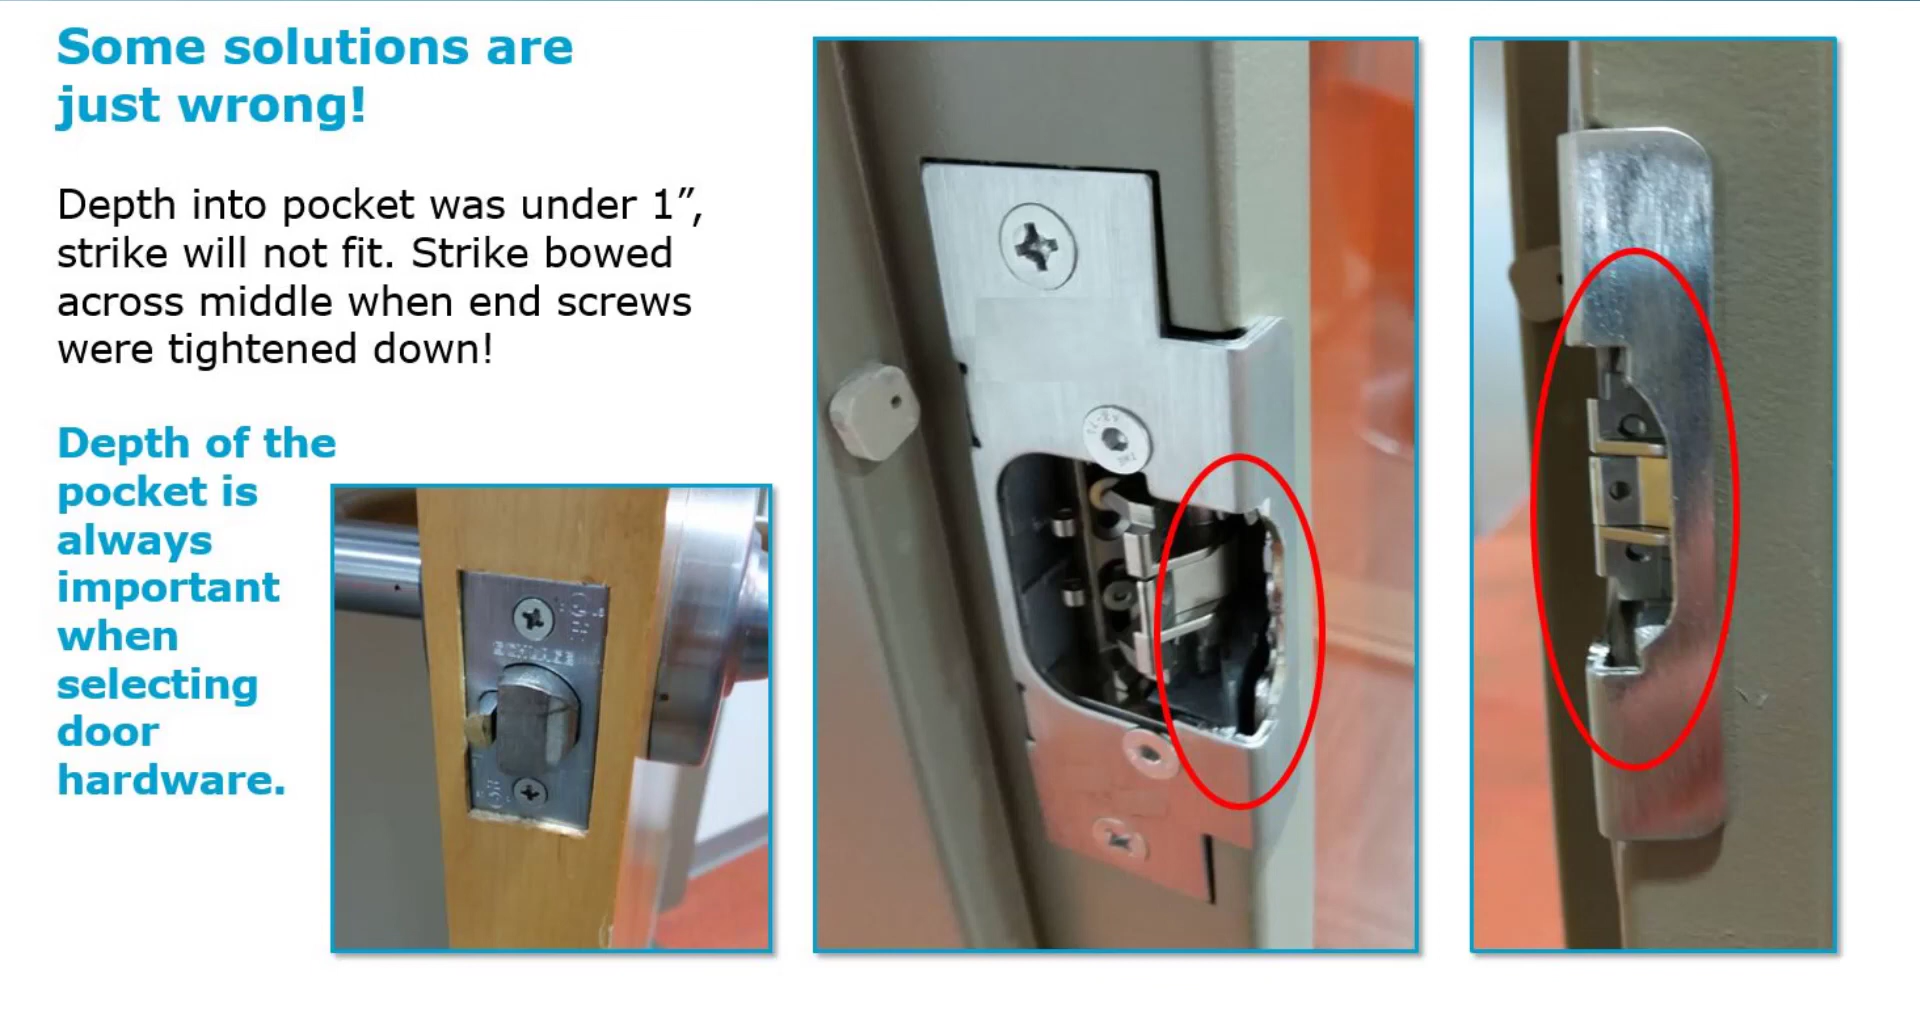 Some solutions are
just wrong!
Depth into pocket was under 1”,
strike will not fit. Strike bowed
across middle when end screws
were tightened down!
Depth of the
pocket is
always
important
when
selecting
door
hardware.